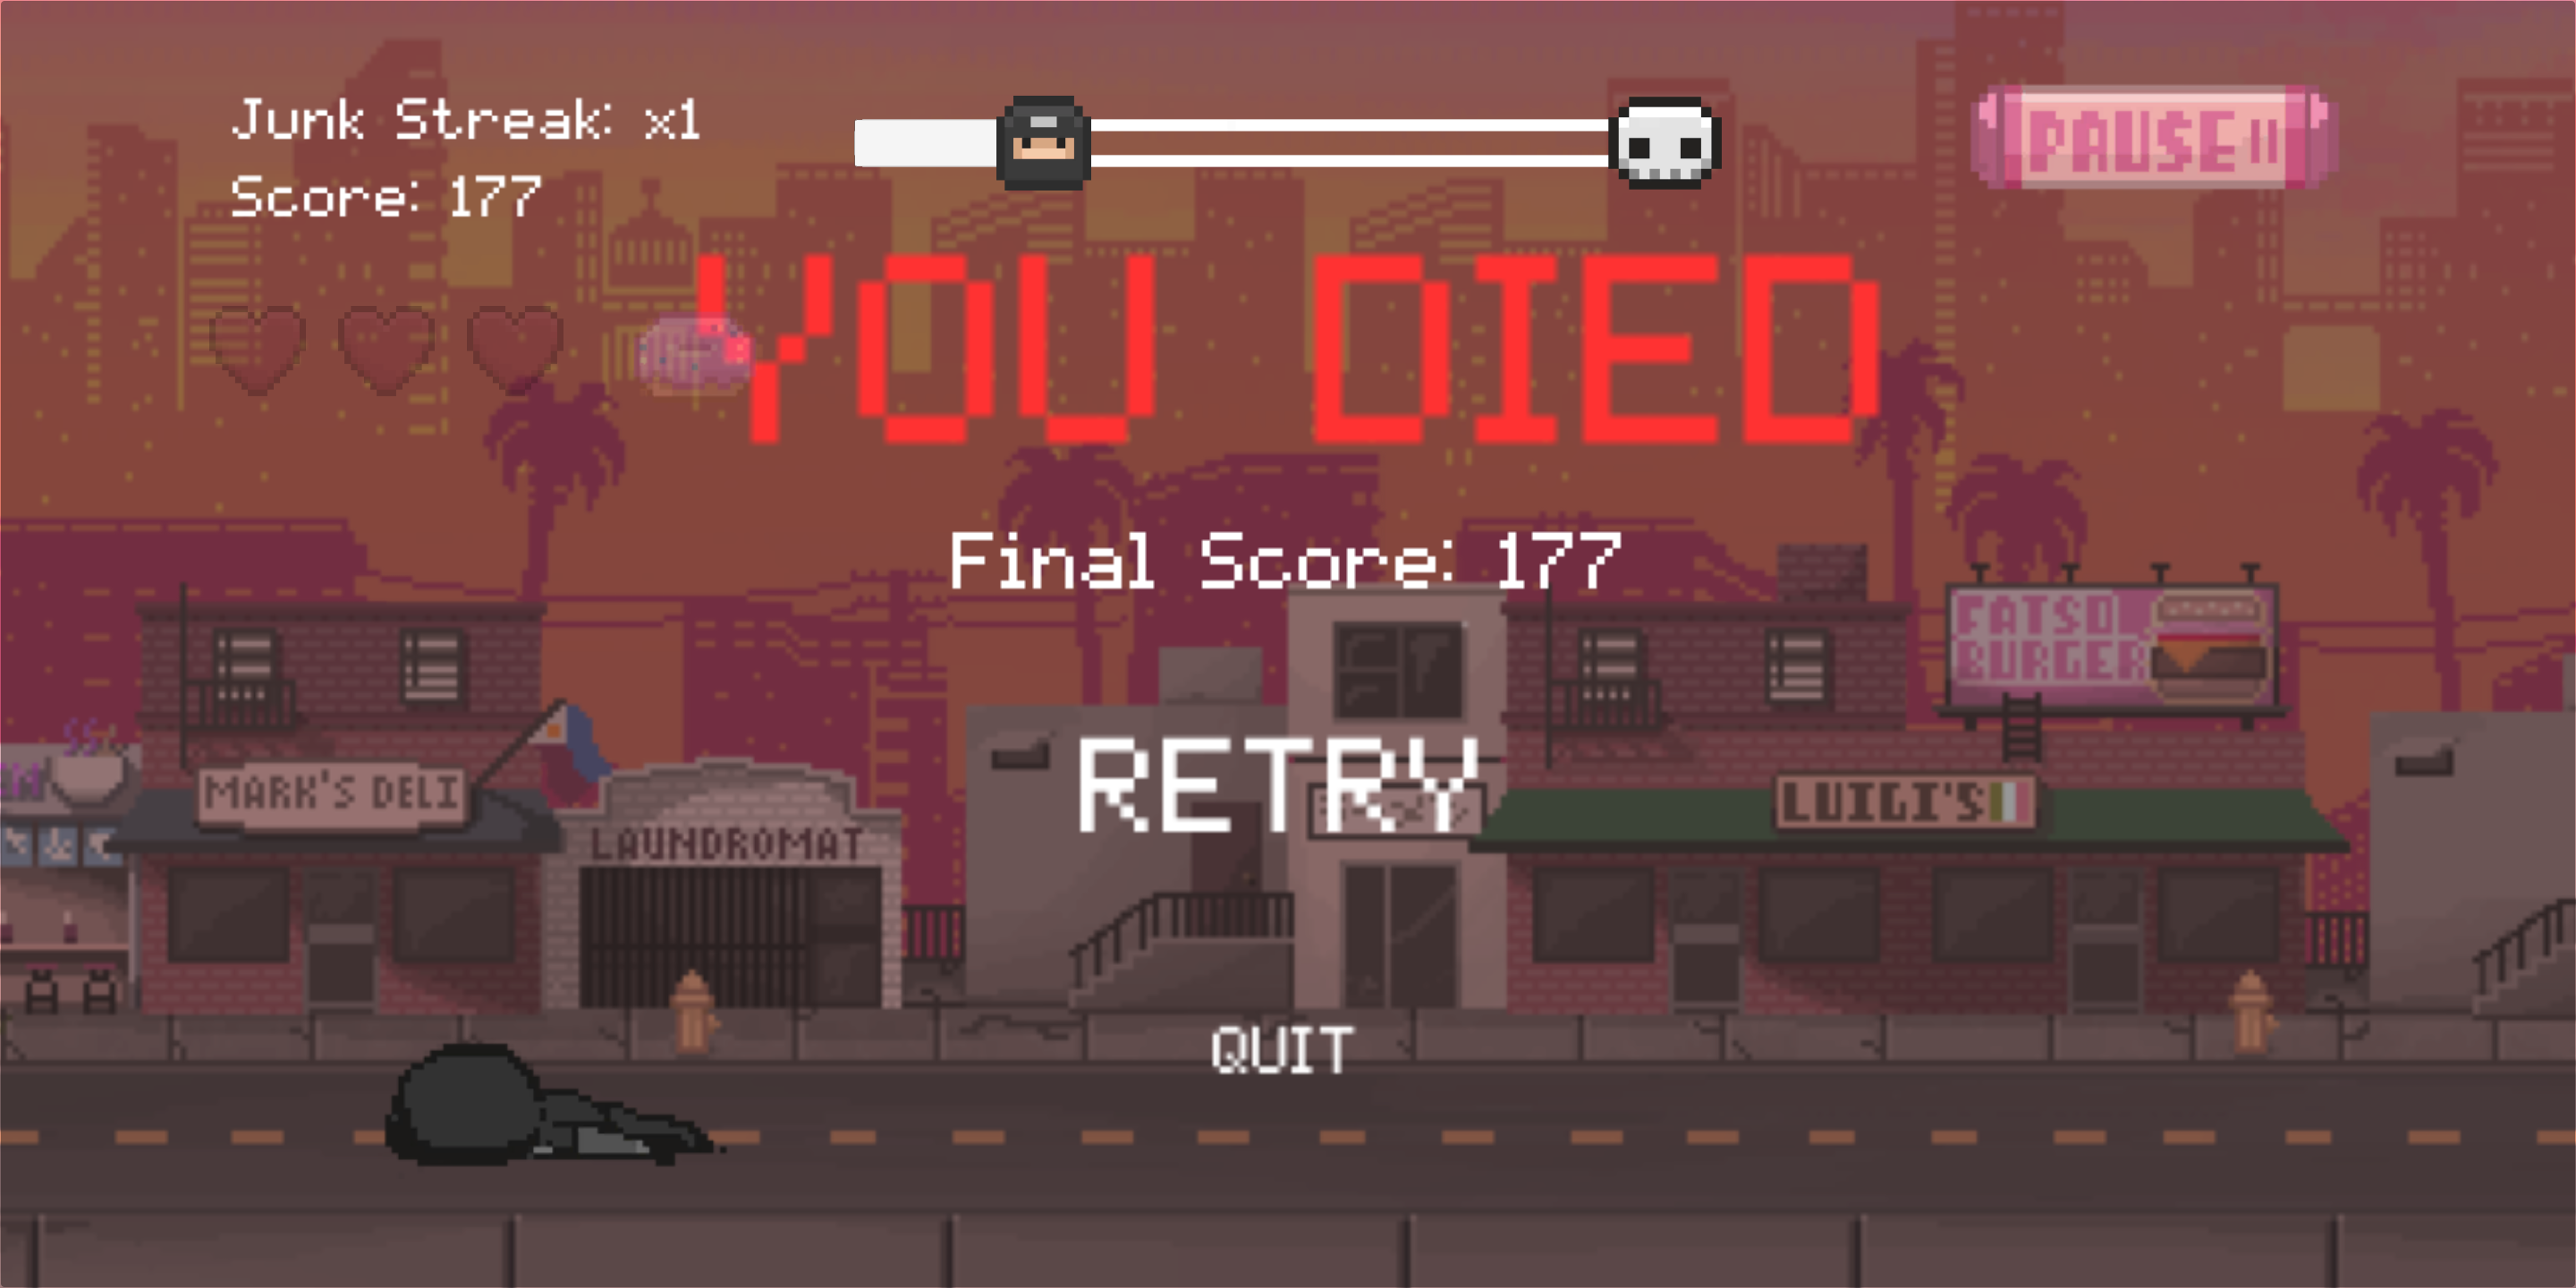 Junk Streak: x1
Score: 177
PAUSE
YOU DIED
Final Score: 177
FATSO
BURGER
RETRY
MARK'S DELI
LUIGI'S
LAUNDROMAT
QUIT